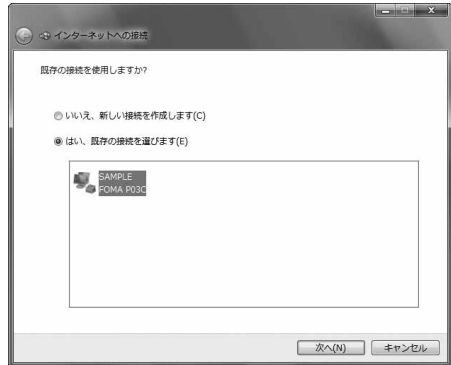 インターネットへの接続
既存の接続を使用しますか?
いいえ、新しい接続を作成します(C)
はい、既存の接続を選びます(E)
SAMPLE
FOMA P03C
次へ(N)
キャンセル